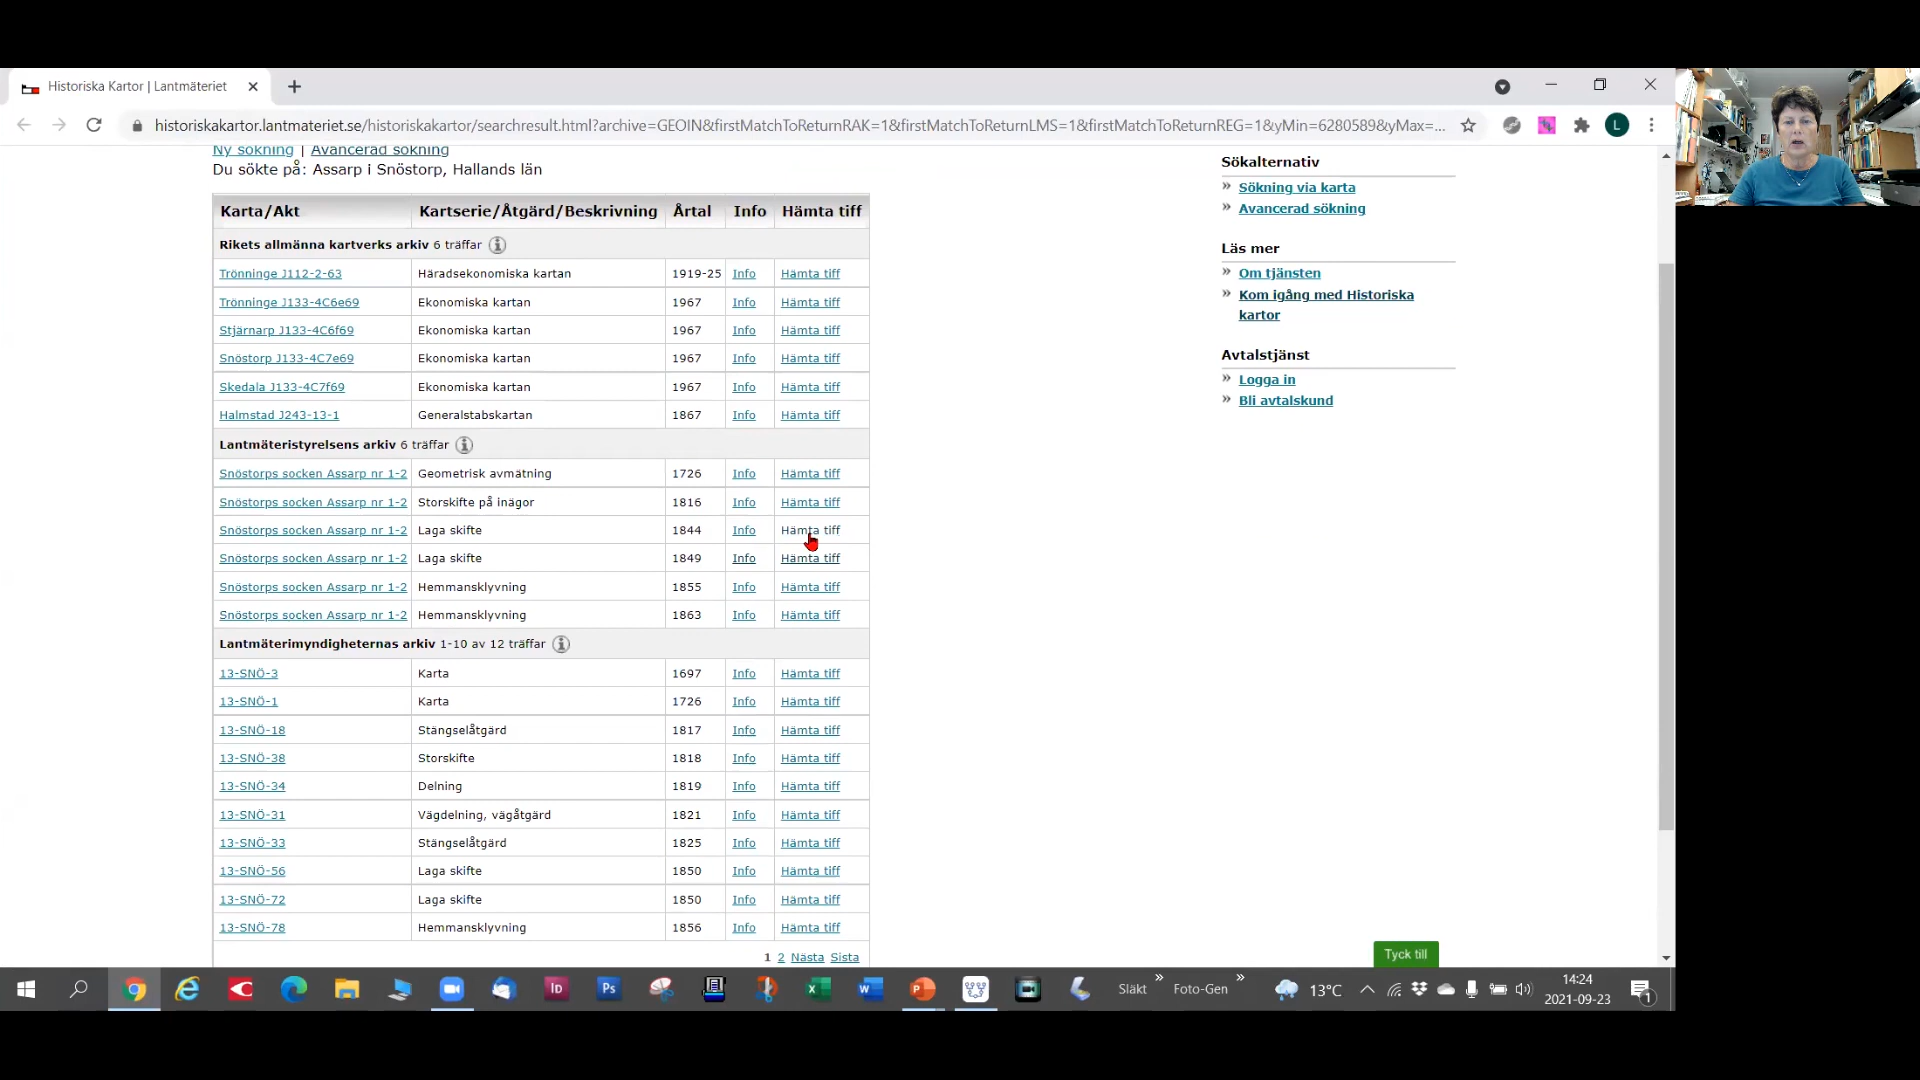 Historiska Kartor | Lantmäteriet
historiskakartor.lantmateriet.se/historiskakartor/searchresult.html?archive=GEOIN&firstMatchToReturnRAK=1&firstMatchToReturnLMS=1&firstMatchToReturnREG=1&yMin=6280589&yMax=...
L
Ny sökning | Avancerad sökning
Du sökte på: Assarp i Snöstorp, Hallands län
Karta/Akt Kartserie/Åtgärd/Beskrivning Årtal Info Hämta tiff
Rikets allmänna kartverks arkiv 6 träffar
Trönninge J112-2-63 Häradsekonomiska kartan 1919-25 Info Hämta tiff
Trönninge J133-4C6e69 Ekonomiska kartan 1967 Info Hämta tiff
Stjärnarp J133-4C6f69 Ekonomiska kartan 1967 Info Hämta tiff
Snöstorp J133-4C7e69 Ekonomiska kartan 1967 Info Hämta tiff
Skedala J133-4C7f69 Ekonomiska kartan 1967 Info Hämta tiff
Halmstad J243-13-1 Generalstabskartan 1867 Info Hämta tiff
Lantmäteristyrelsens arkiv 6 träffar
Snöstorps socken Assarp nr 1-2 Geometrisk avmätning 1726 Info Hämta tiff
Snöstorps socken Assarp nr 1-2 Storskifte på inägor 1816 Info Hämta tiff
Snöstorps socken Assarp nr 1-2 Laga skifte 1844 Info Hämta tiff
Snöstorps socken Assarp nr 1-2 Laga skifte 1849 Info Hämta tiff
Snöstorps socken Assarp nr 1-2 Hemmansklyvning 1855 Info Hämta tiff
Snöstorps socken Assarp nr 1-2 Hemmansklyvning 1863 Info Hämta tiff
Lantmäterimyndigheternas arkiv 1-10 av 12 träffar
13-SNÖ-3 Karta 1697 Info Hämta tiff
13-SNÖ-1 Karta 1726 Info Hämta tiff
13-SNÖ-18 Stängselåtgärd 1817 Info Hämta tiff
13-SNÖ-38 Storskifte 1818 Info Hämta tiff
13-SNÖ-34 Delning 1819 Info Hämta tiff
13-SNÖ-31 Vägdelning, vägåtgärd 1821 Info Hämta tiff
13-SNÖ-33 Stängselåtgärd 1825 Info Hämta tiff
13-SNÖ-56 Laga skifte 1850 Info Hämta tiff
13-SNÖ-72 Laga skifte 1850 Info Hämta tiff
13-SNÖ-78 Hemmansklyvning 1856 Info Hämta tiff
1 2 Nästa Sista
Sökalternativ
» Sökning via karta
» Avancerad sökning
Läs mer
» Om tjänsten
» Kom igång med Historiska
kartor
Avtalstjänst
» Logga in
» Bli avtalskund
Tyck till
Släkt » Foto-Gen » 13°C
14:24
2021-09-23
1